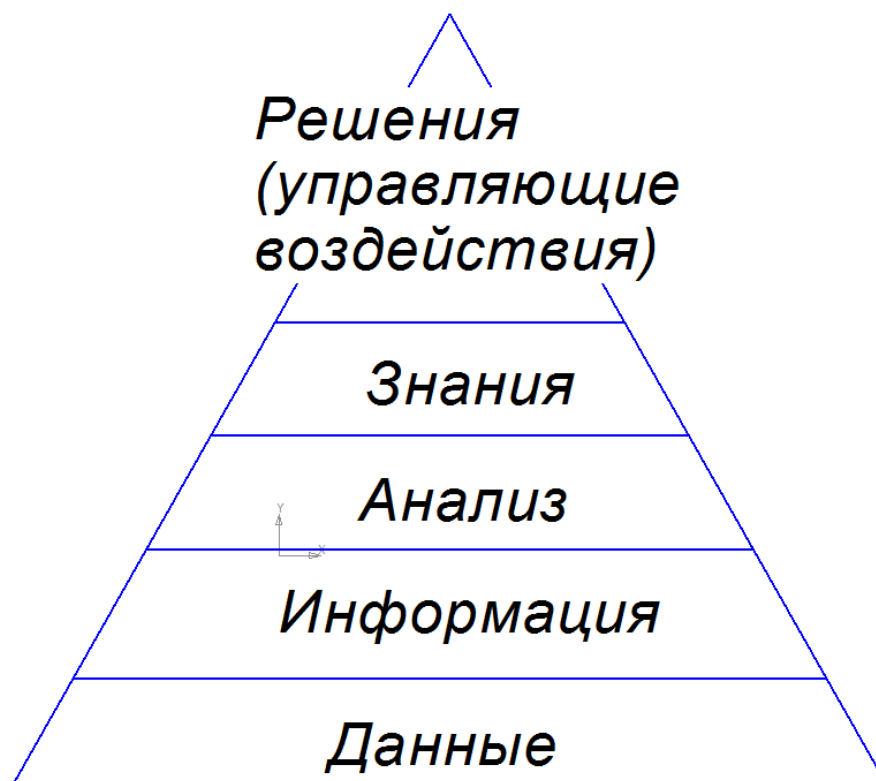 Решения
(управляющие
воздействия)
Знания
Анализ
Y
X
Информация
Данные